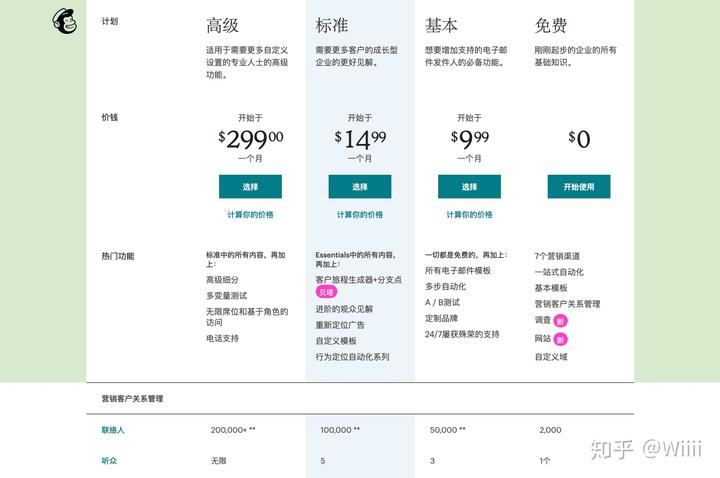 计划
高级
标准
基本
免费
适用于需要更多自定义
设置的专业人士的高级
功能。
需要更多客户的成长型
企业的更好见解。
想要增加支持的电子邮
件发件人的必备功能。
刚刚起步的企业的所有
基础知识。
价钱
开始于
$299⁰⁰
一个月
选择
计算你的价格
开始于
$14⁹⁹
一个月
选择
计算你的价格
开始于
$9⁹⁹
一个月
选择
计算你的价格
$0
开始使用
热门功能
标准中的所有内容，再加
上：
高级细分
多变量测试
无限席位和基于角色的
访问
电话支持
Essentials中的所有内容，
再加上：
客户旅程生成器+分支点
贝塔
进阶的观众见解
重新定位广告
自定义模板
行为定位自动化系列
一切都是免费的，再加上：
所有电子邮件模板
多步自动化
A / B测试
定制品牌
24/7屡获殊荣的支持
7个营销渠道
一站式自动化
基本模板
营销客户关系管理
调查 新
网站 新
自定义域
营销客户关系管理
联络人
200,000+ **
100,000 **
50,000 **
2,000
听众
无限
5
3
1个
知乎 @Wiiii